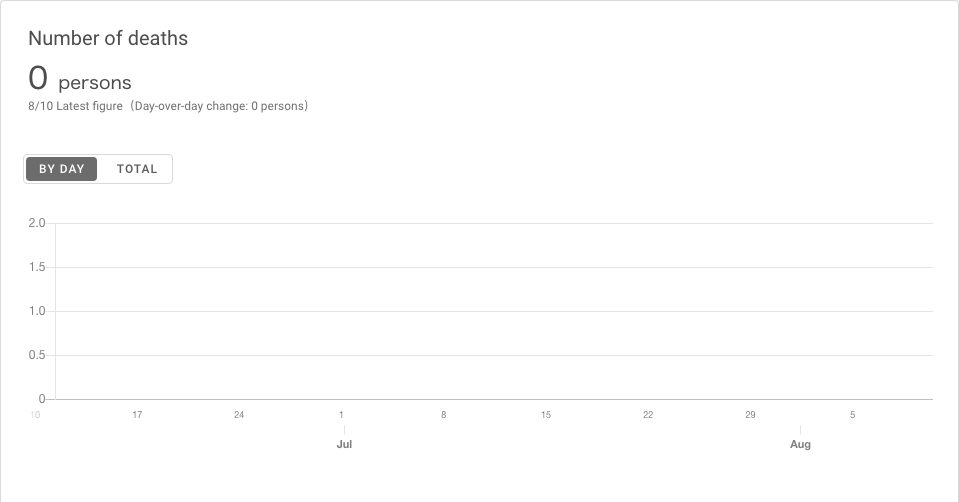 Number of deaths
0 persons
8/10 Latest figure（Day-over-day change: 0 persons）
BY DAY TOTAL
2.0
1.5
1.0
0.5
0
10 17 24 1 8 15 22 29 5
Jul Aug